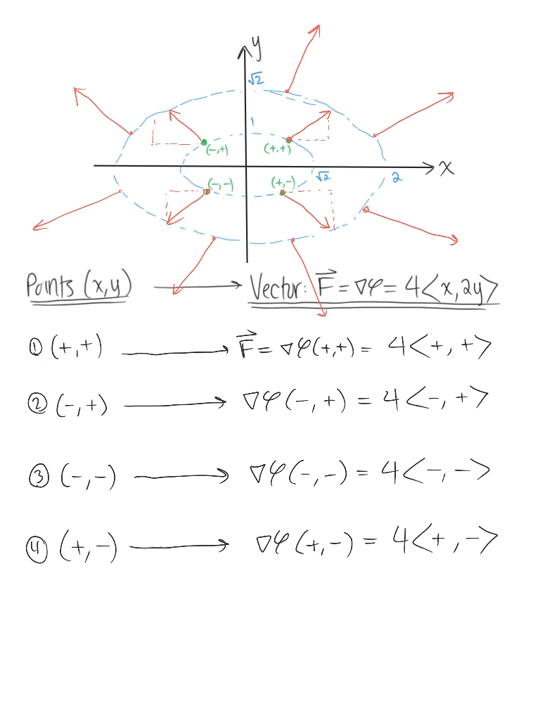 y
√2
1
(-,+) (+,+)
x
(-,-) (+,-) √2 2
Points (x,y) → Vector: F⃗ = ∇φ = 4<x,2y>
① (+,+) → F⃗ = ∇φ(+,+) = 4<+,+>
② (-,+) → ∇φ(-,+) = 4<-,+>
③ (-,-) → ∇φ(-,-) = 4<-,->
④ (+,-) → ∇φ(+,-) = 4<+,->